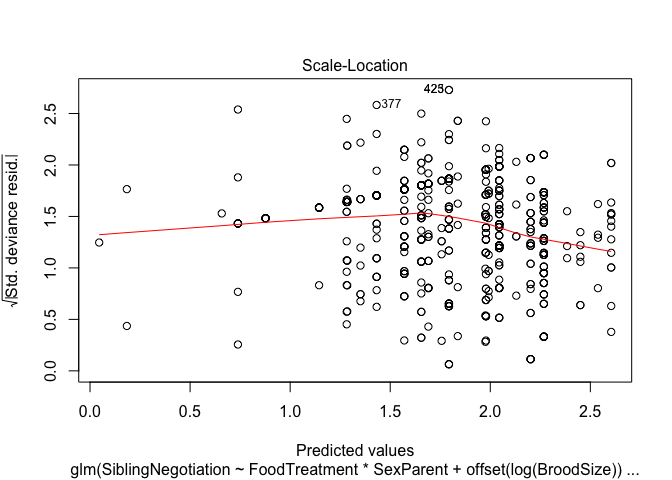 Scale-Location
√|Std. deviance resid.|
0.0 0.5 1.0 1.5 2.0 2.5
377
0.0 0.5 1.0 1.5 2.0 2.5
Predicted values
glm(SiblingNegotiation ~ FoodTreatment * SexParent + offset(log(BroodSize)) ...